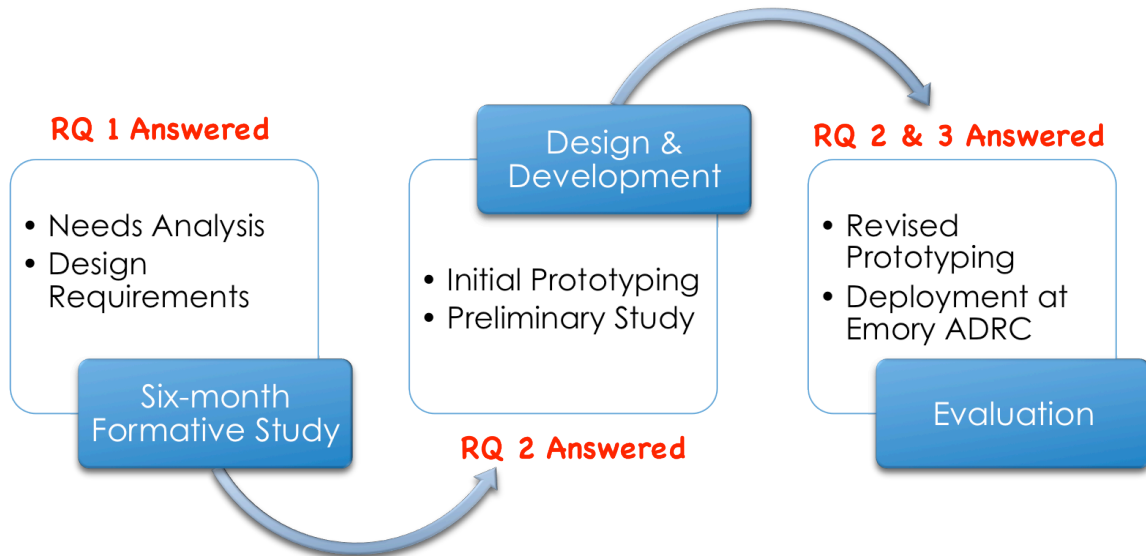 RQ 1 Answered
• Needs Analysis
• Design
Requirements
Six-month
Formative Study
Design &
Development
• Initial Prototyping
• Preliminary Study
RQ 2 Answered
RQ 2 & 3 Answered
• Revised
Prototyping
• Deployment at
Emory ADRC
Evaluation